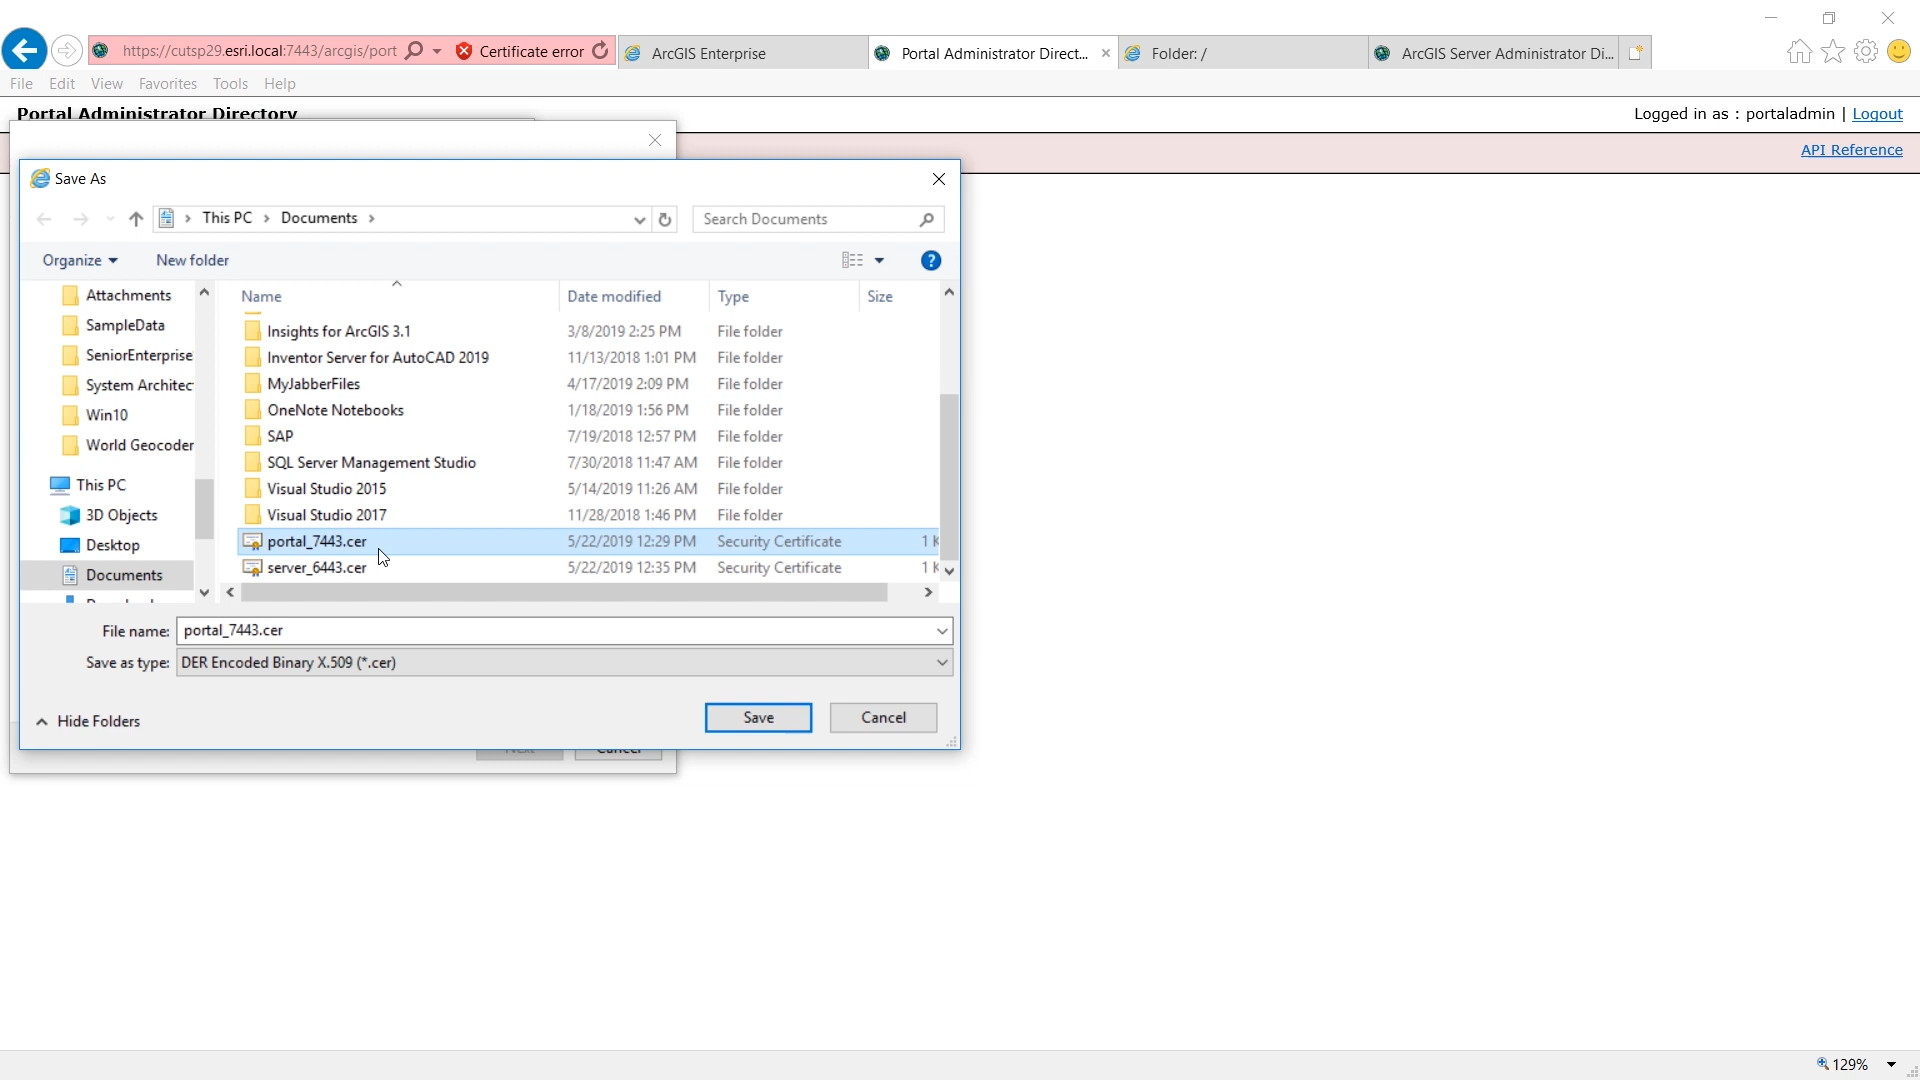 https://cutsp29.esri.local:7443/arcgis/port Certificate error ArcGIS Enterprise Portal Administrator Direct... Folder: / ArcGIS Server Administrator Di...
File Edit View Favorites Tools Help
Portal Administrator Directory Logged in as : portaladmin | Logout
API Reference
Save As
This PC > Documents > Search Documents
Organize New folder
Name Date modified Type Size
Attachments
SampleData
SeniorEnterprise
System Architec
Win10
World Geocoder
This PC
3D Objects
Desktop
Documents
Insights for ArcGIS 3.1 3/8/2019 2:25 PM File folder
Inventor Server for AutoCAD 2019 11/13/2018 1:01 PM File folder
MyJabberFiles 4/17/2019 2:09 PM File folder
OneNote Notebooks 1/18/2019 1:56 PM File folder
SAP 7/19/2018 12:57 PM File folder
SQL Server Management Studio 7/30/2018 11:47 AM File folder
Visual Studio 2015 5/14/2019 11:26 AM File folder
Visual Studio 2017 11/28/2018 1:46 PM File folder
portal_7443.cer 5/22/2019 12:29 PM Security Certificate 1 K
server_6443.cer 5/22/2019 12:35 PM Security Certificate 1 K
File name: portal_7443.cer
Save as type: DER Encoded Binary X.509 (*.cer)
Hide Folders Save Cancel
Cancel
129%